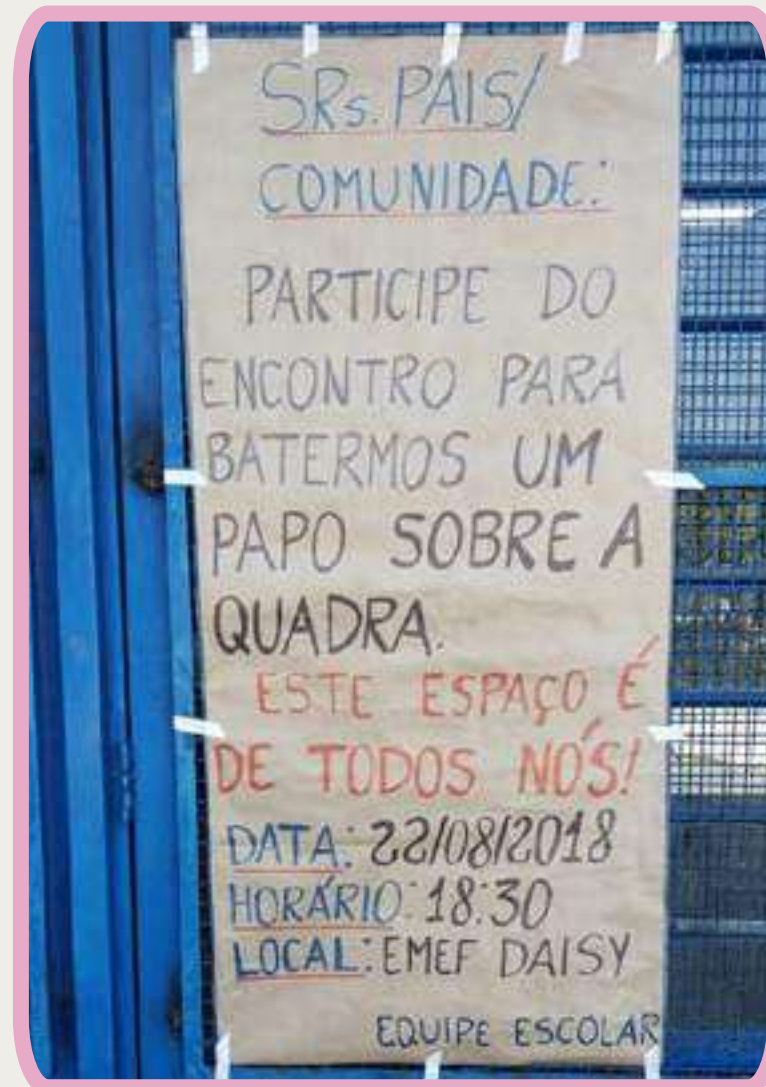 SRs. PAIS/
COMUNIDADE:
PARTICIPE DO
ENCONTRO PARA
BATERMOS UM
PAPO SOBRE A
QUADRA.
ESTE ESPAÇO É
DE TODOS NÓS!
DATA: 22/08/2018
HORÁRIO: 18:30
LOCAL: EMEF DAISY
EQUIPE ESCOLAR